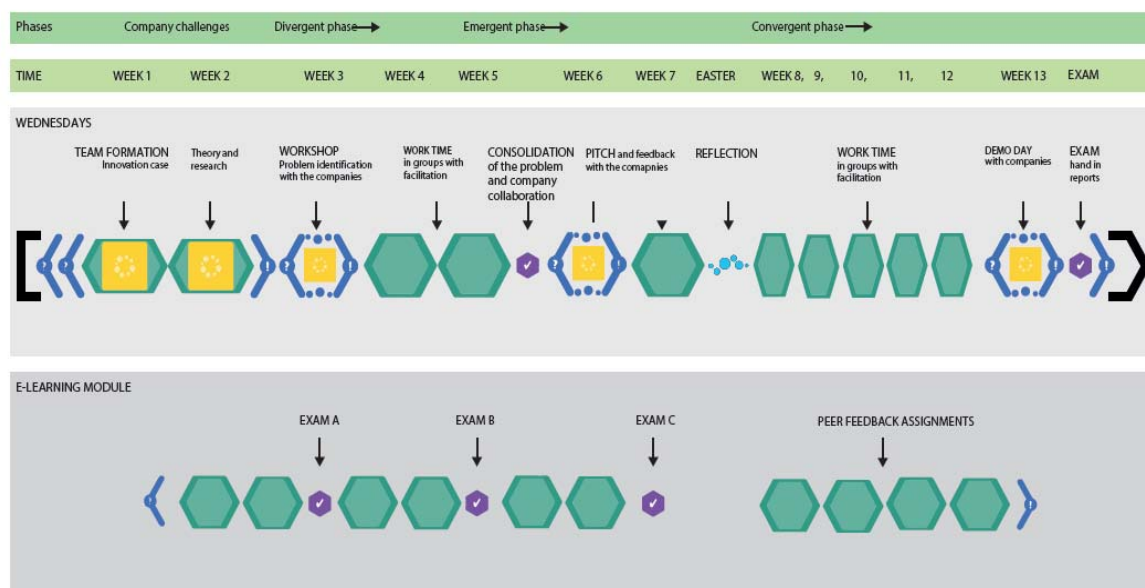 Phases Company challenges Divergent phase Emergent phase Convergent phase
TIME WEEK 1 WEEK 2 WEEK 3 WEEK 4 WEEK 5 WEEK 6 WEEK 7 EASTER WEEK 8, 9, 10, 11, 12 WEEK 13 EXAM
WEDNESDAYS
TEAM FORMATION
Innovation case
Theory and
research
WORKSHOP
Problem identification
with the companies
WORK TIME
in groups with
facilitation
CONSOLIDATION
of the problem
and company
collaboration
PITCH and feedback
with the comapnies
REFLECTION
WORK TIME
in groups with
facilitation
DEMO DAY
with companies
EXAM
hand in
reports
? ? ! ? ! ? ! ? ! !
E-LEARNING MODULE
EXAM A
EXAM B
EXAM C
PEER FEEDBACK ASSIGNMENTS
!